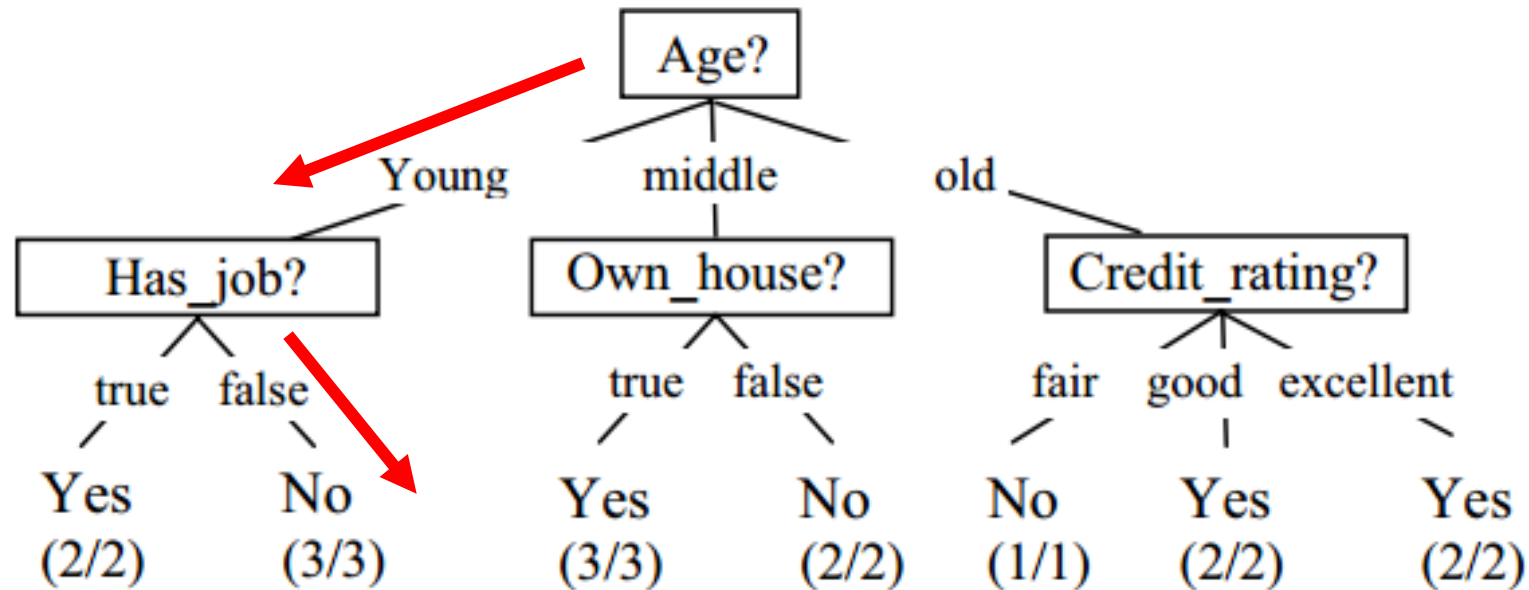 Age?
Young middle old
Has_job? Own_house? Credit_rating?
true false true false fair good excellent
Yes No Yes No No Yes Yes
(2/2) (3/3) (3/3) (2/2) (1/1) (2/2) (2/2)